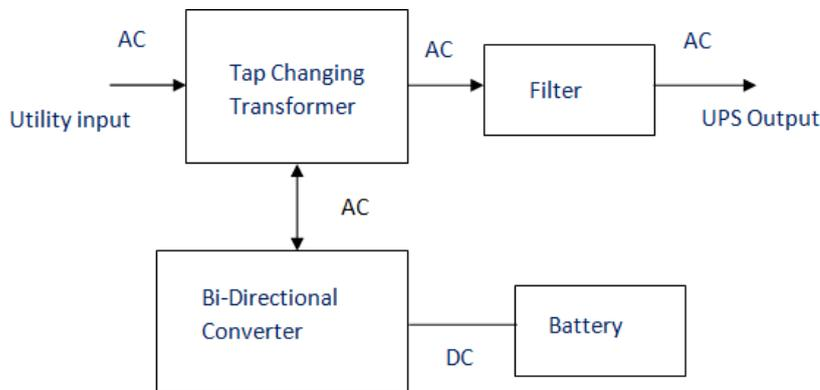 AC
AC
AC
Tap Changing
Transformer
Filter
Utility input
UPS Output
AC
Bi-Directional
Converter
Battery
DC